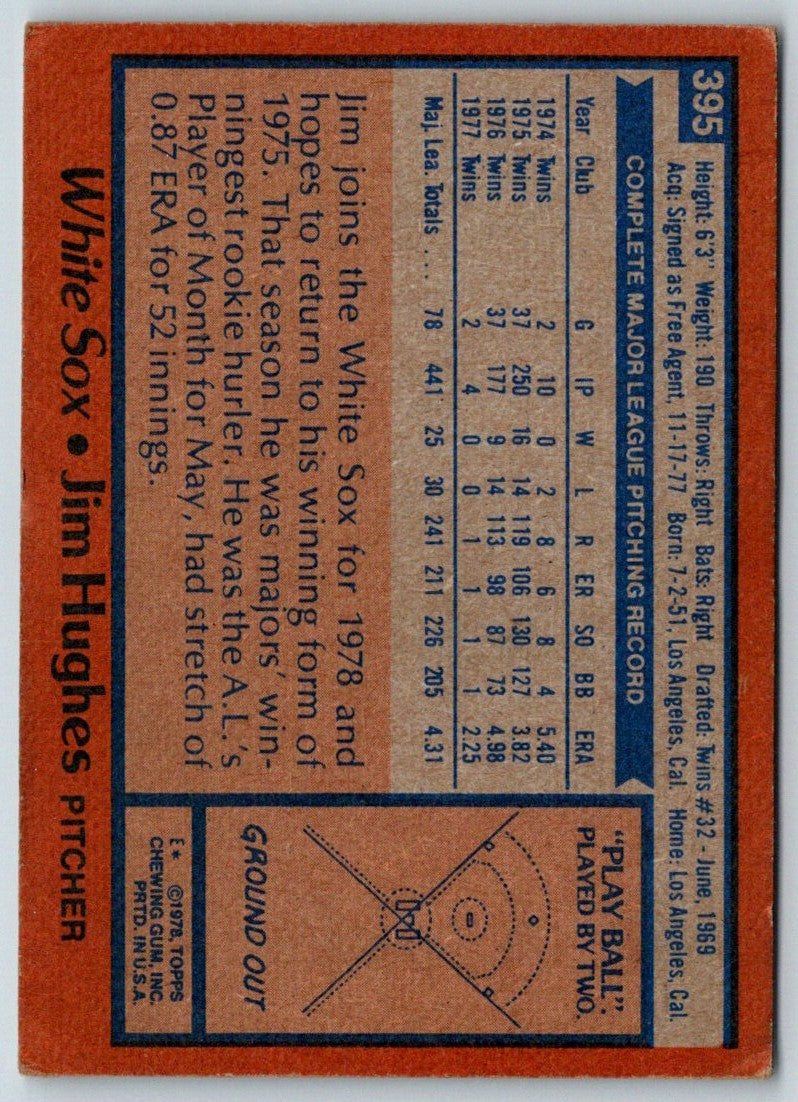 395
Height: 6'3" Weight: 190 Throws: Right Bats: Right Drafted: Twins #32 - June, 1969
Acq: Signed as Free Agent, 11-17-77 Born: 7-2-51, Los Angeles, Cal. Home: Los Angeles, Cal.
COMPLETE MAJOR LEAGUE PITCHING RECORD
Year Club G IP W L R ER SO BB ERA
1974 Twins 2 10 0 2 8 6 8 4 5.40
1975 Twins 37 250 16 14 119 106 130 127 3.82
1976 Twins 37 177 9 14 113 98 87 73 4.98
1977 Twins 2 4 0 0 1 1 1 1 2.25
Maj. Lea. Totals .... 78 441 25 30 241 211 226 205 4.31
Jim joins the White Sox for 1978 and
hopes to return to his winning form of
1975. That season he was majors' win-
ningest rookie hurler. He was the A.L.'s
Player of Month for May, had stretch of
0.87 ERA for 52 innings.
"PLAY BALL".
PLAYED BY TWO.
GROUND OUT
E* ©1978, TOPPS
CHEWING GUM, INC.
PRTD. IN U.S.A.
White Sox • Jim Hughes PITCHER